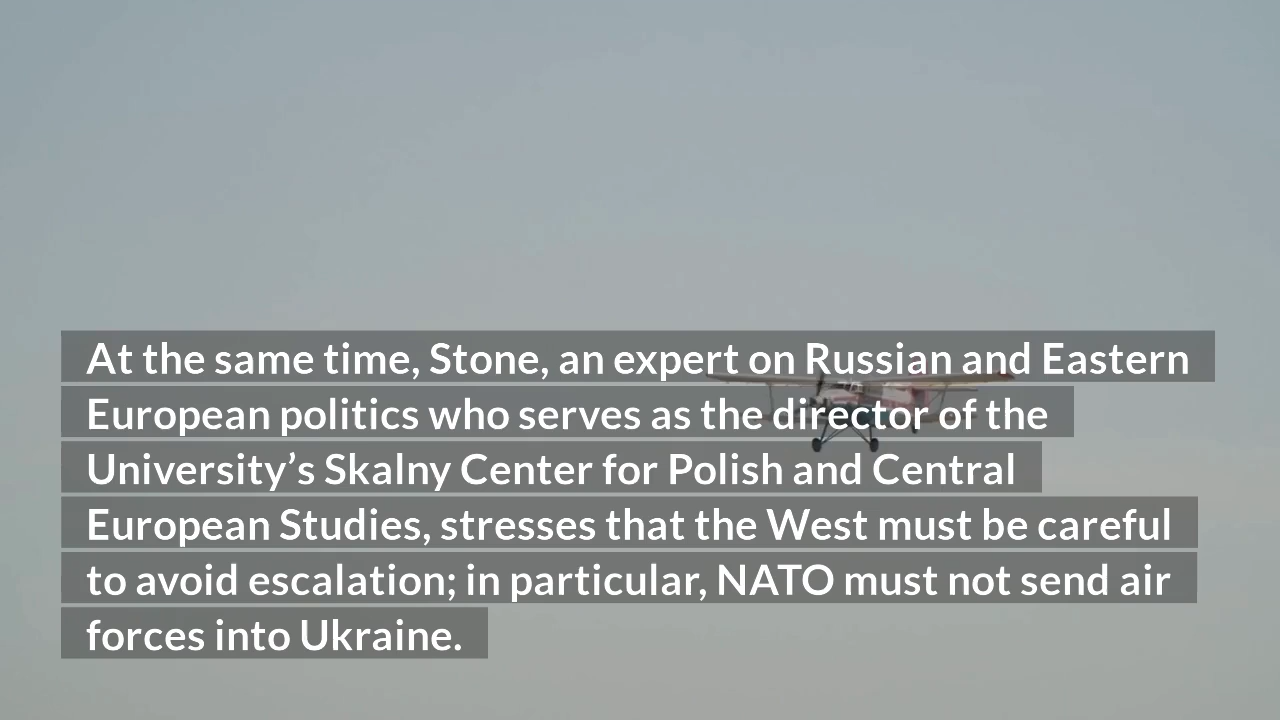 At the same time, Stone, an expert on Russian and Eastern
European politics who serves as the director of the
University’s Skalny Center for Polish and Central
European Studies, stresses that the West must be careful
to avoid escalation; in particular, NATO must not send air
forces into Ukraine.